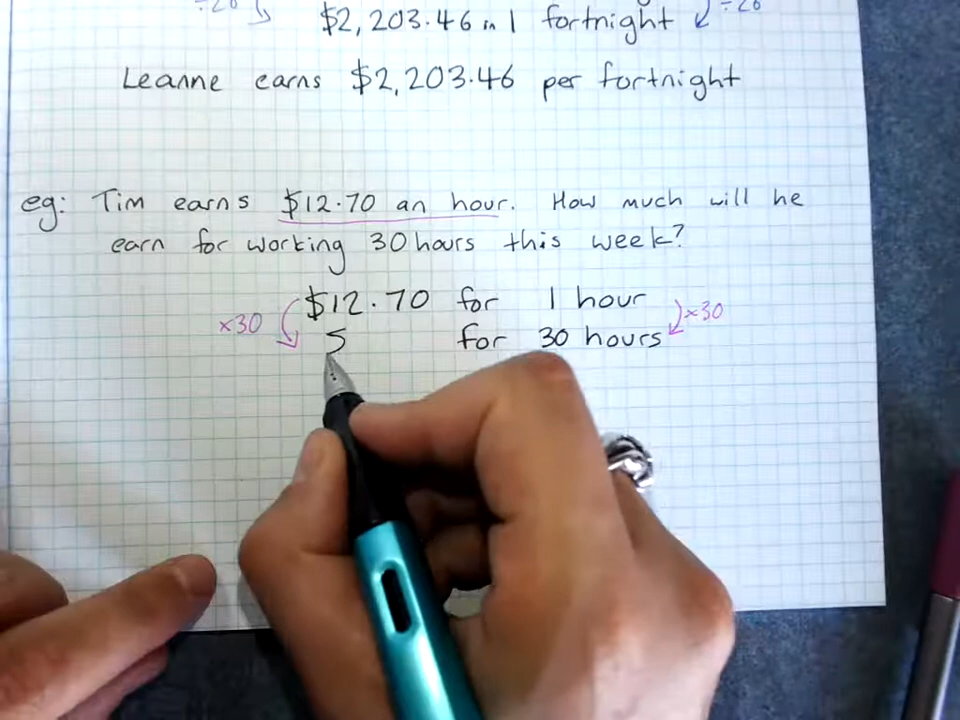 ÷26 ÷26
$2,203.46 in 1 fortnight
Leanne earns $2,203.46 per fortnight
eg: Tim earns $12.70 an hour. How much will he
earn for working 30 hours this week?
$12.70 for 1 hour
×30 ×30
for 30 hours